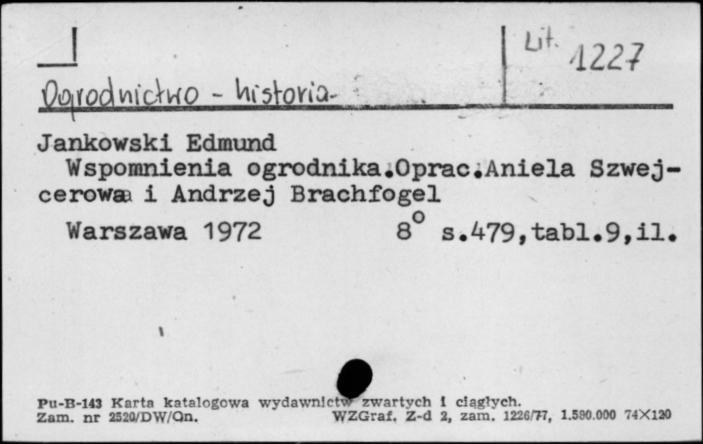 Lit. 1227
Ogrodnictwo - historia
Jankowski Edmund
Wspomnienia ogrodnika.Oprac.Aniela Szwej-
cerowa i Andrzej Brachfogel
Warszawa 1972 8° s.479,tabl.9,il.
Pu-B-143 Karta katalogowa wydawnictw zwartych i ciągłych.
Zam. nr 2520/DW/Qn. WZGraf. Z-d 2, zam. 1226/77, 1.590.000 74X120